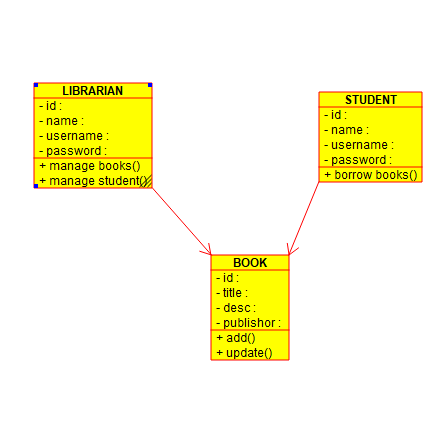 LIBRARIAN
- id :
- name :
- username :
- password :
+ manage books()
+ manage student()
STUDENT
- id :
- name :
- username :
- password :
+ borrow books()
BOOK
- id :
- title :
- desc :
- publishor :
+ add()
+ update()